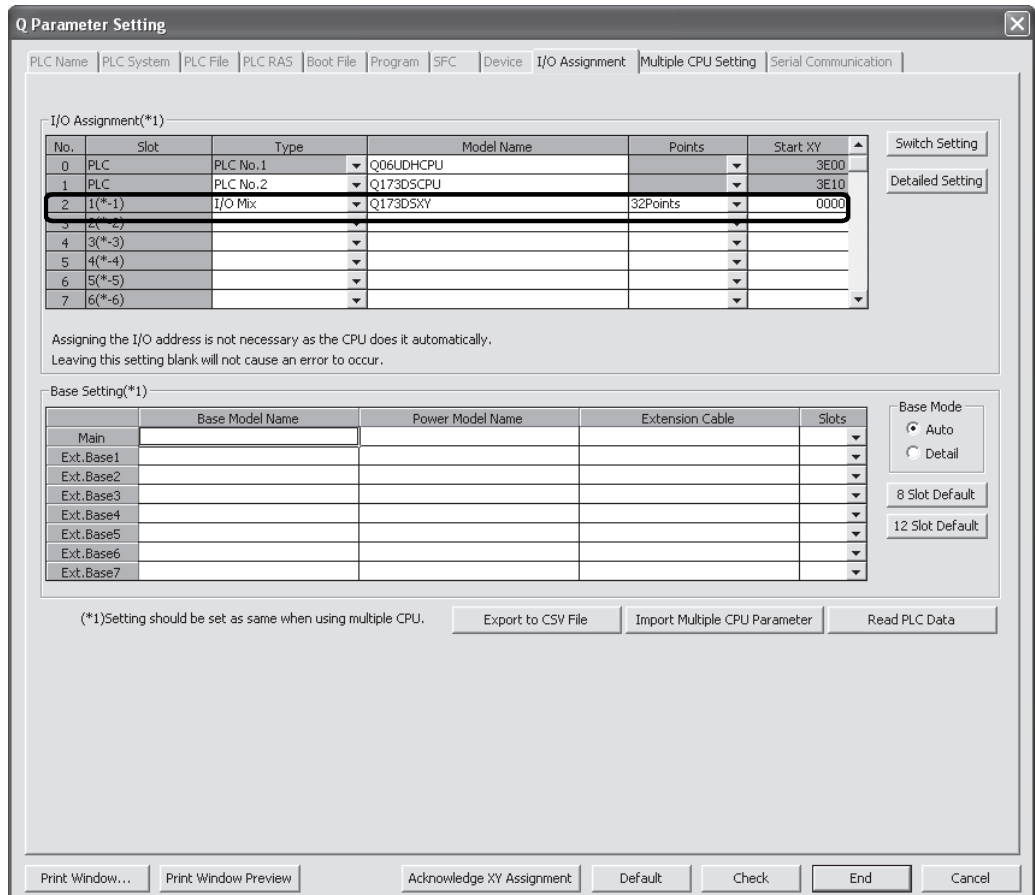 Q Parameter Setting
PLC Name PLC System PLC File PLC RAS Boot File Program SFC Device I/O Assignment Multiple CPU Setting Serial Communication
I/O Assignment(*1)
No. Slot Type Model Name Points Start XY
0 PLC PLC No.1 Q06UDHCPU 3E00
1 PLC PLC No.2 Q173DSCPU 3E10
2 1(*-1) I/O Mix Q173DSXY 32Points 0000
3 2(*-2)
4 3(*-3)
5 4(*-4)
6 5(*-5)
7 6(*-6)
Switch Setting
Detailed Setting
Assigning the I/O address is not necessary as the CPU does it automatically.
Leaving this setting blank will not cause an error to occur.
Base Setting(*1)
Base Model Name Power Model Name Extension Cable Slots
Main
Ext.Base1
Ext.Base2
Ext.Base3
Ext.Base4
Ext.Base5
Ext.Base6
Ext.Base7
Base Mode
Auto
Detail
8 Slot Default
12 Slot Default
(*1)Setting should be set as same when using multiple CPU. Export to CSV File Import Multiple CPU Parameter Read PLC Data
Print Window... Print Window Preview Acknowledge XY Assignment Default Check End Cancel